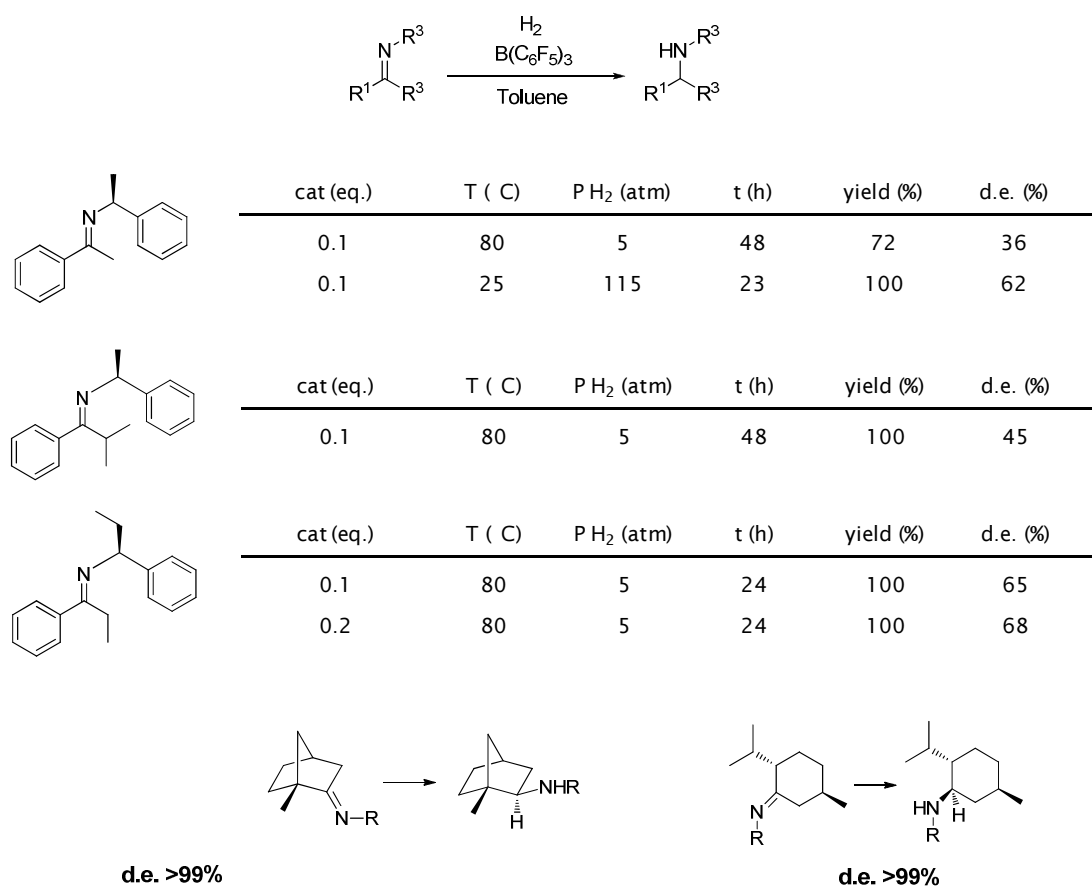 H2
B(C6F5)3
Toluene
N R3
R1 R3
HN R3
R1 R3
cat (eq.) T ( C) P H2 (atm) t (h) yield (%) d.e. (%)
0.1 80 5 48 72 36
0.1 25 115 23 100 62
N
cat (eq.) T ( C) P H2 (atm) t (h) yield (%) d.e. (%)
0.1 80 5 48 100 45
N
cat (eq.) T ( C) P H2 (atm) t (h) yield (%) d.e. (%)
0.1 80 5 24 100 65
0.2 80 5 24 100 68
N
N R
NHR
H
N
R
HN
H
R
d.e. >99% d.e. >99%